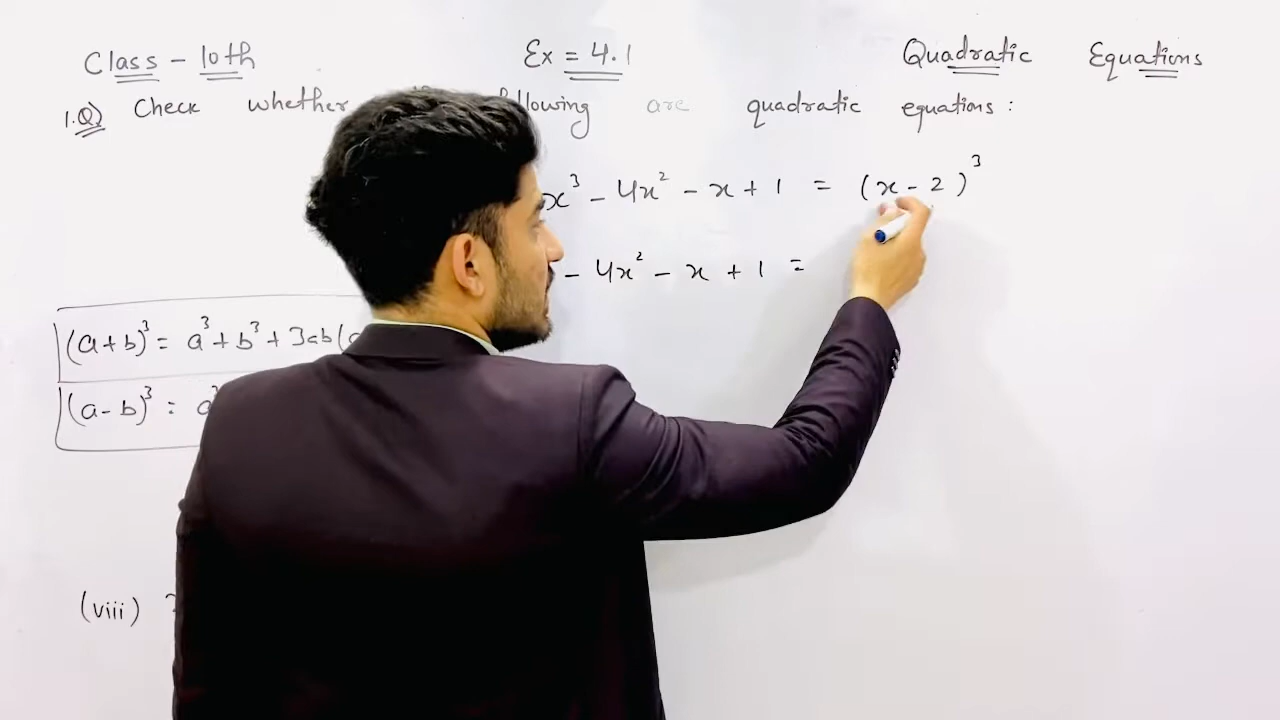 Class - 10th Ex = 4.1 Quadratic Equations
1.Q) Check whether following are quadratic equations :
x³ - 4x² - x + 1 = (x - 2)³
- 4x² - x + 1 =
(a+b)³ = a³ + b³ + 3ab(
(a-b)³ = a³
(viii)